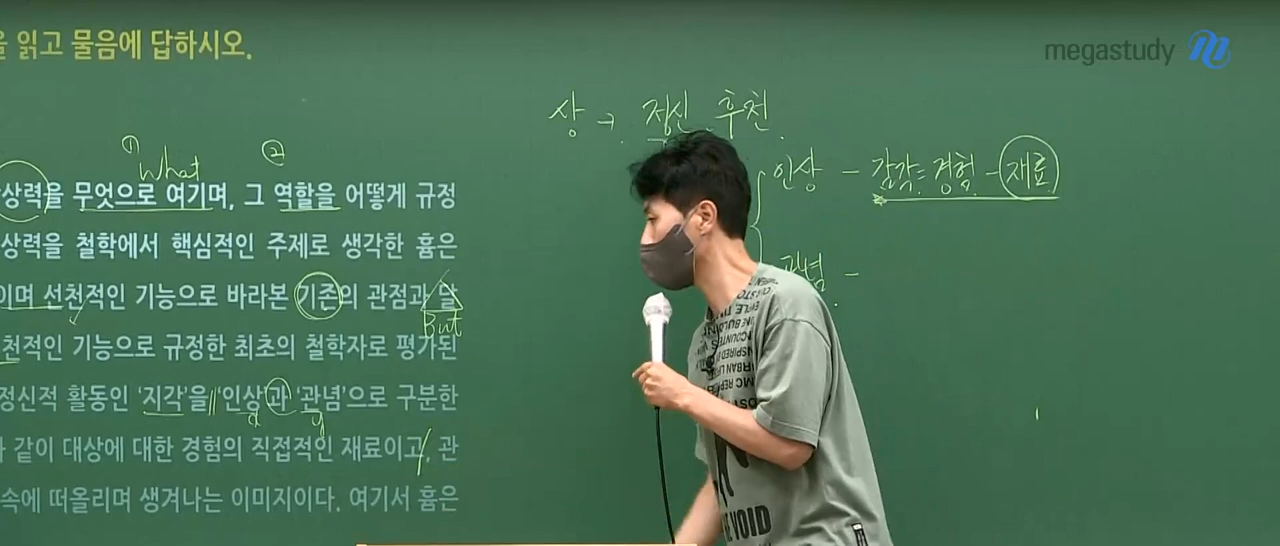 을 읽고 물음에 답하시오.
megastudy
상 → 정신 후천
① What ②
상력을 무엇으로 여기며, 그 역할을 어떻게 규정
인상 - 감각 = 경험 - 재료
상력을 철학에서 핵심적인 주제로 생각한 흄은
관념 -
이며 선천적인 기능으로 바라본 기존의 관점과 달
But
천적인 기능으로 규정한 최초의 철학자로 평가된
정신적 활동인 ‘지각’을 ‘인상’과 ‘관념’으로 구분한
같이 대상에 대한 경험의 직접적인 재료이고, 관
속에 떠올리며 생겨나는 이미지이다. 여기서 흄은
THE VOID